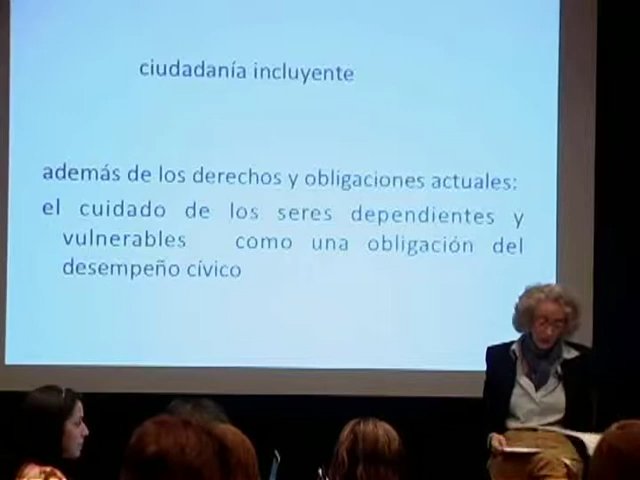 ciudadanía incluyente
además de los derechos y obligaciones actuales:
el cuidado de los seres dependientes y
vulnerables como una obligación del
desempeño cívico